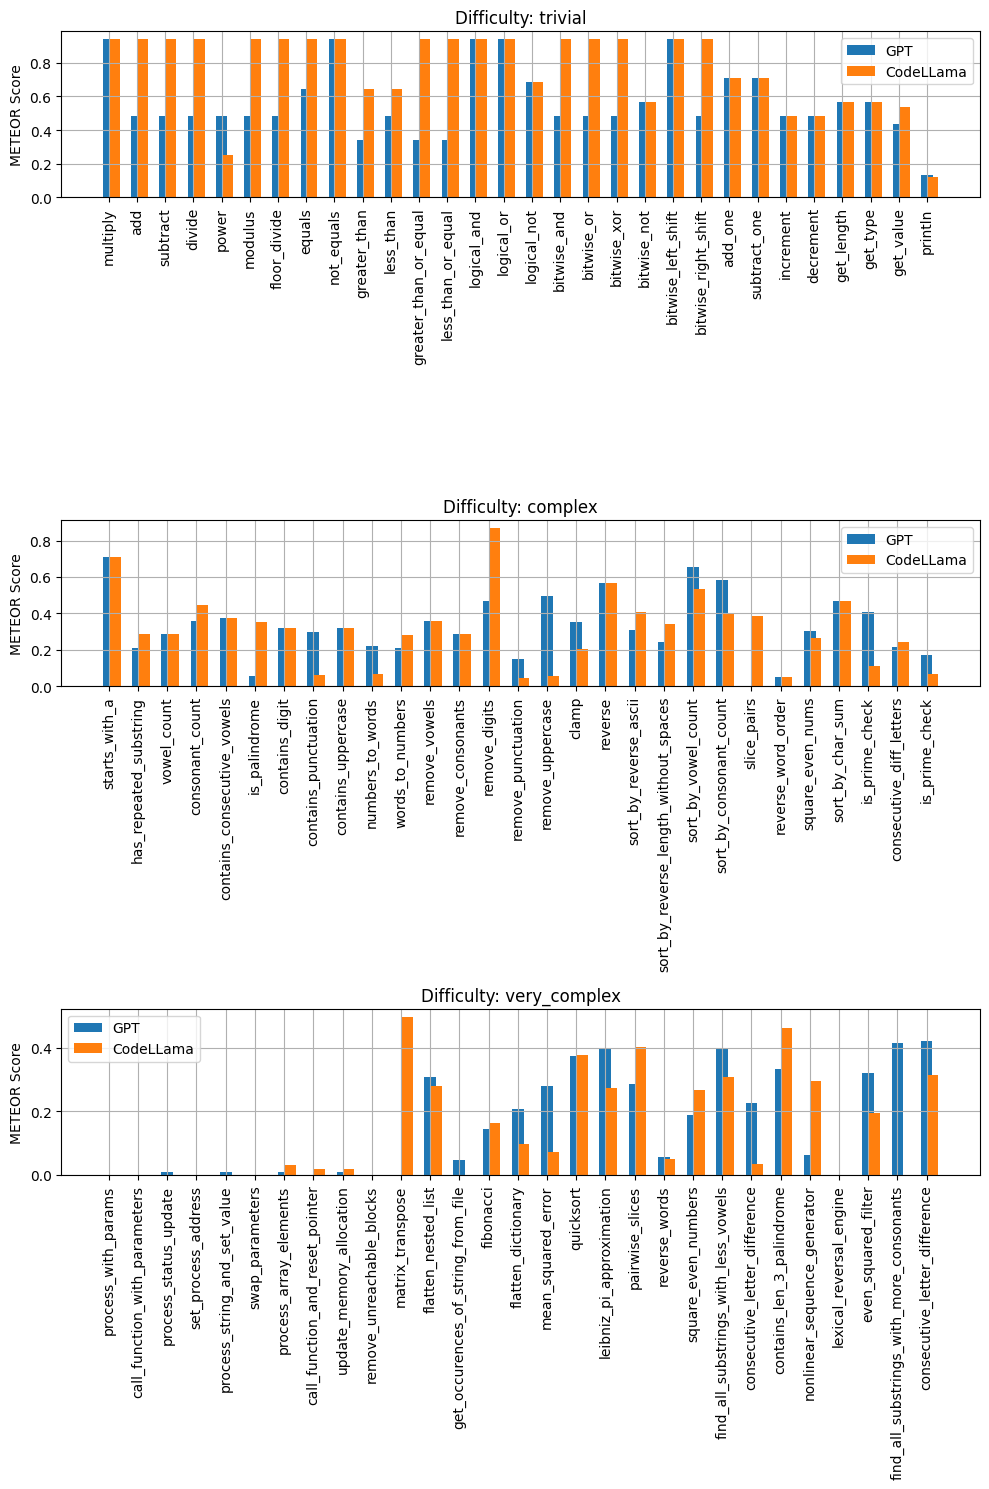 Difficulty: trivial
METEOR Score
0.8
0.6
0.4
0.2
0.0
GPT
CodeLLama
multiply
add
subtract
divide
power
modulus
floor_divide
equals
not_equals
greater_than
less_than
greater_than_or_equal
less_than_or_equal
logical_and
logical_or
logical_not
bitwise_and
bitwise_or
bitwise_xor
bitwise_not
bitwise_left_shift
bitwise_right_shift
add_one
subtract_one
increment
decrement
get_length
get_type
get_value
println
Difficulty: complex
METEOR Score
0.8
0.6
0.4
0.2
0.0
GPT
CodeLLama
starts_with_a
has_repeated_substring
vowel_count
consonant_count
contains_consecutive_vowels
is_palindrome
contains_digit
contains_punctuation
contains_uppercase
numbers_to_words
words_to_numbers
remove_vowels
remove_consonants
remove_digits
remove_punctuation
remove_uppercase
clamp
reverse
sort_by_reverse_ascii
sort_by_reverse_length_without_spaces
sort_by_vowel_count
sort_by_consonant_count
slice_pairs
reverse_word_order
square_even_nums
sort_by_char_sum
is_prime_check
consecutive_diff_letters
is_prime_check
Difficulty: very_complex
METEOR Score
0.4
0.2
0.0
GPT
CodeLLama
process_with_params
call_function_with_parameters
process_status_update
set_process_address
process_string_and_set_value
swap_parameters
process_array_elements
call_function_and_reset_pointer
update_memory_allocation
remove_unreachable_blocks
matrix_transpose
flatten_nested_list
get_occurences_of_string_from_file
fibonacci
flatten_dictionary
mean_squared_error
quicksort
leibniz_pi_approximation
pairwise_slices
reverse_words
square_even_numbers
find_all_substrings_with_less_vowels
consecutive_letter_difference
contains_len_3_palindrome
nonlinear_sequence_generator
lexical_reversal_engine
even_squared_filter
find_all_substrings_with_more_consonants
consecutive_letter_difference